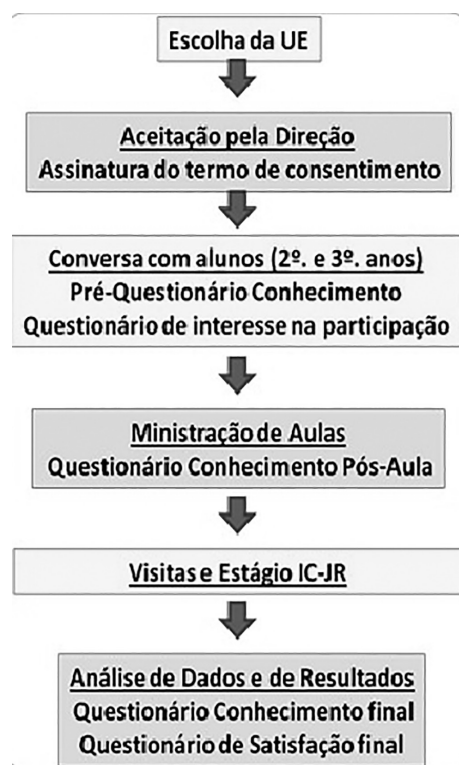 Escolha da UE
Aceitação pela Direção
Assinatura do termo de consentimento
Conversa com alunos (2º. e 3º. anos)
Pré-Questionário Conhecimento
Questionário de interesse na participação
Ministração de Aulas
Questionário Conhecimento Pós-Aula
Visitas e Estágio IC-JR
Análise de Dados e de Resultados
Questionário Conhecimento final
Questionário de Satisfação final